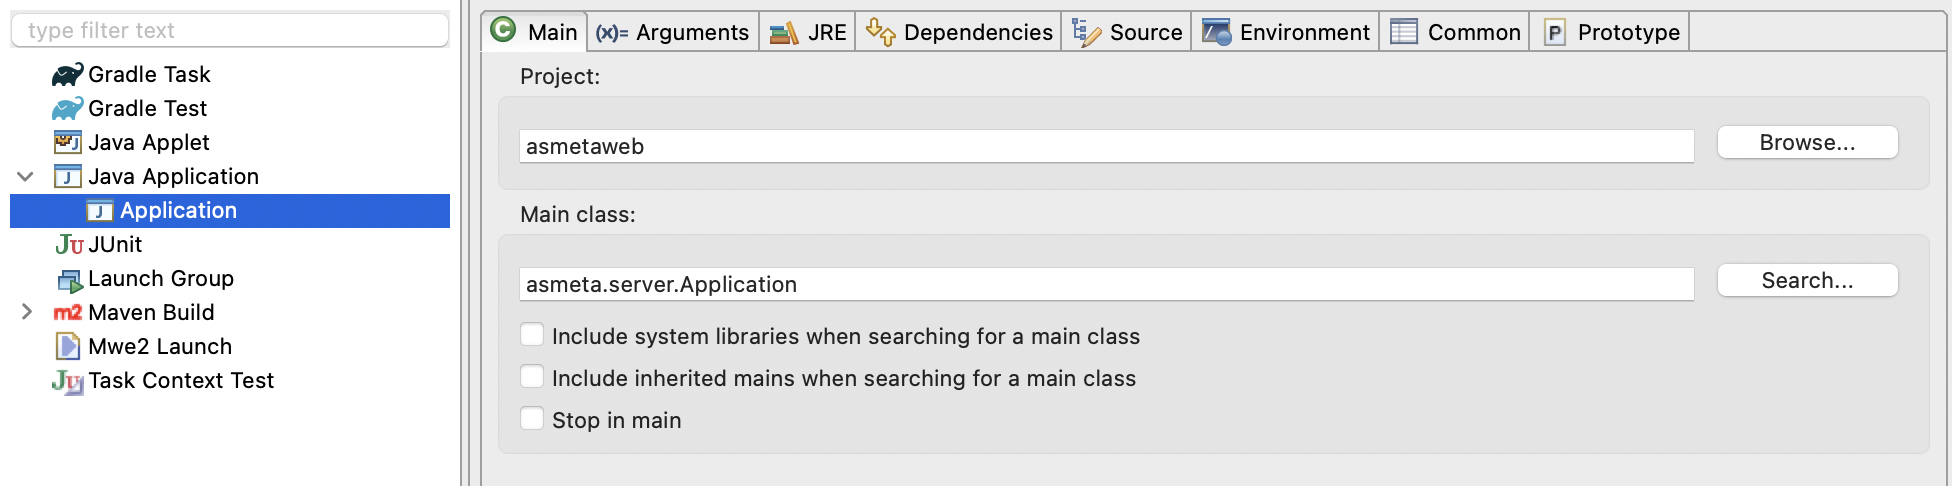 type filter text
Gradle Task
Gradle Test
Java Applet
Java Application
Application
JUnit
Launch Group
m2 Maven Build
Mwe2 Launch
Task Context Test
Main (x)= Arguments JRE Dependencies Source Environment Common Prototype
Project:
asmetaweb Browse...
Main class:
asmeta.server.Application Search...
Include system libraries when searching for a main class
Include inherited mains when searching for a main class
Stop in main